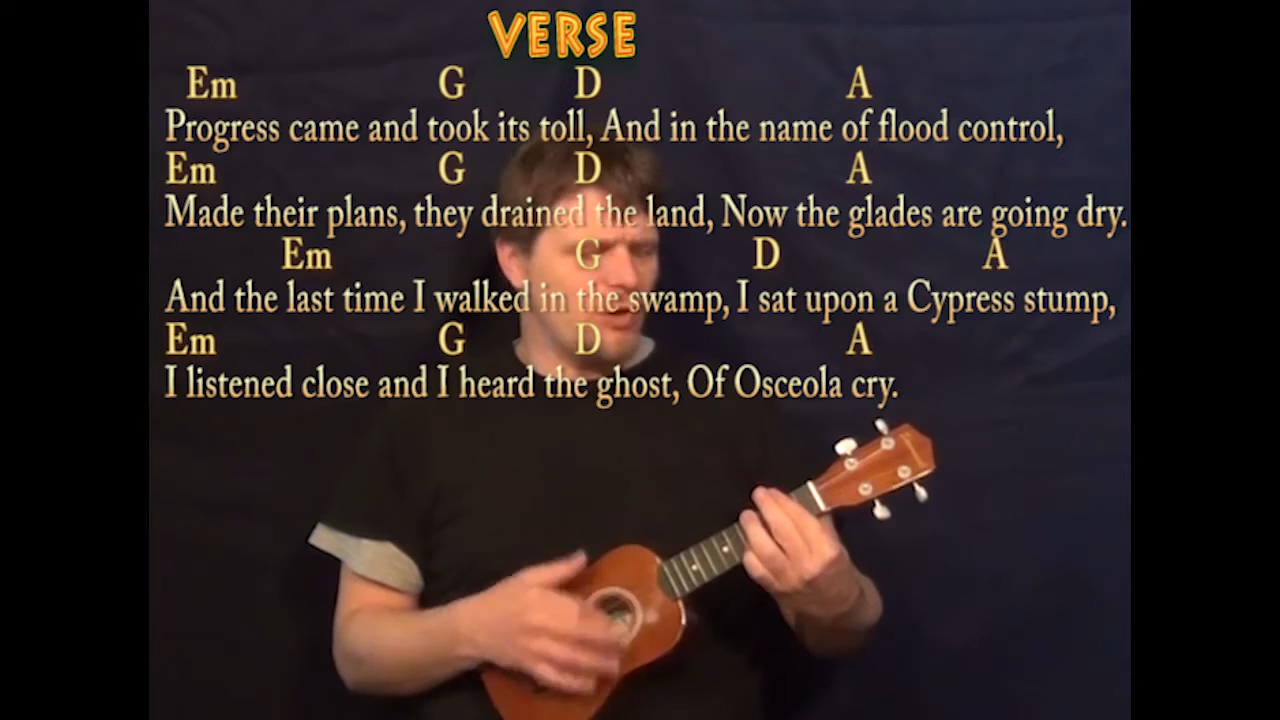 VERSE
Em G D A
Progress came and took its toll, And in the name of flood control,
Em G D A
Made their plans, they drained the land, Now the glades are going dry.
Em G D A
And the last time I walked in the swamp, I sat upon a Cypress stump,
Em G D A
I listened close and I heard the ghost, Of Osceola cry.